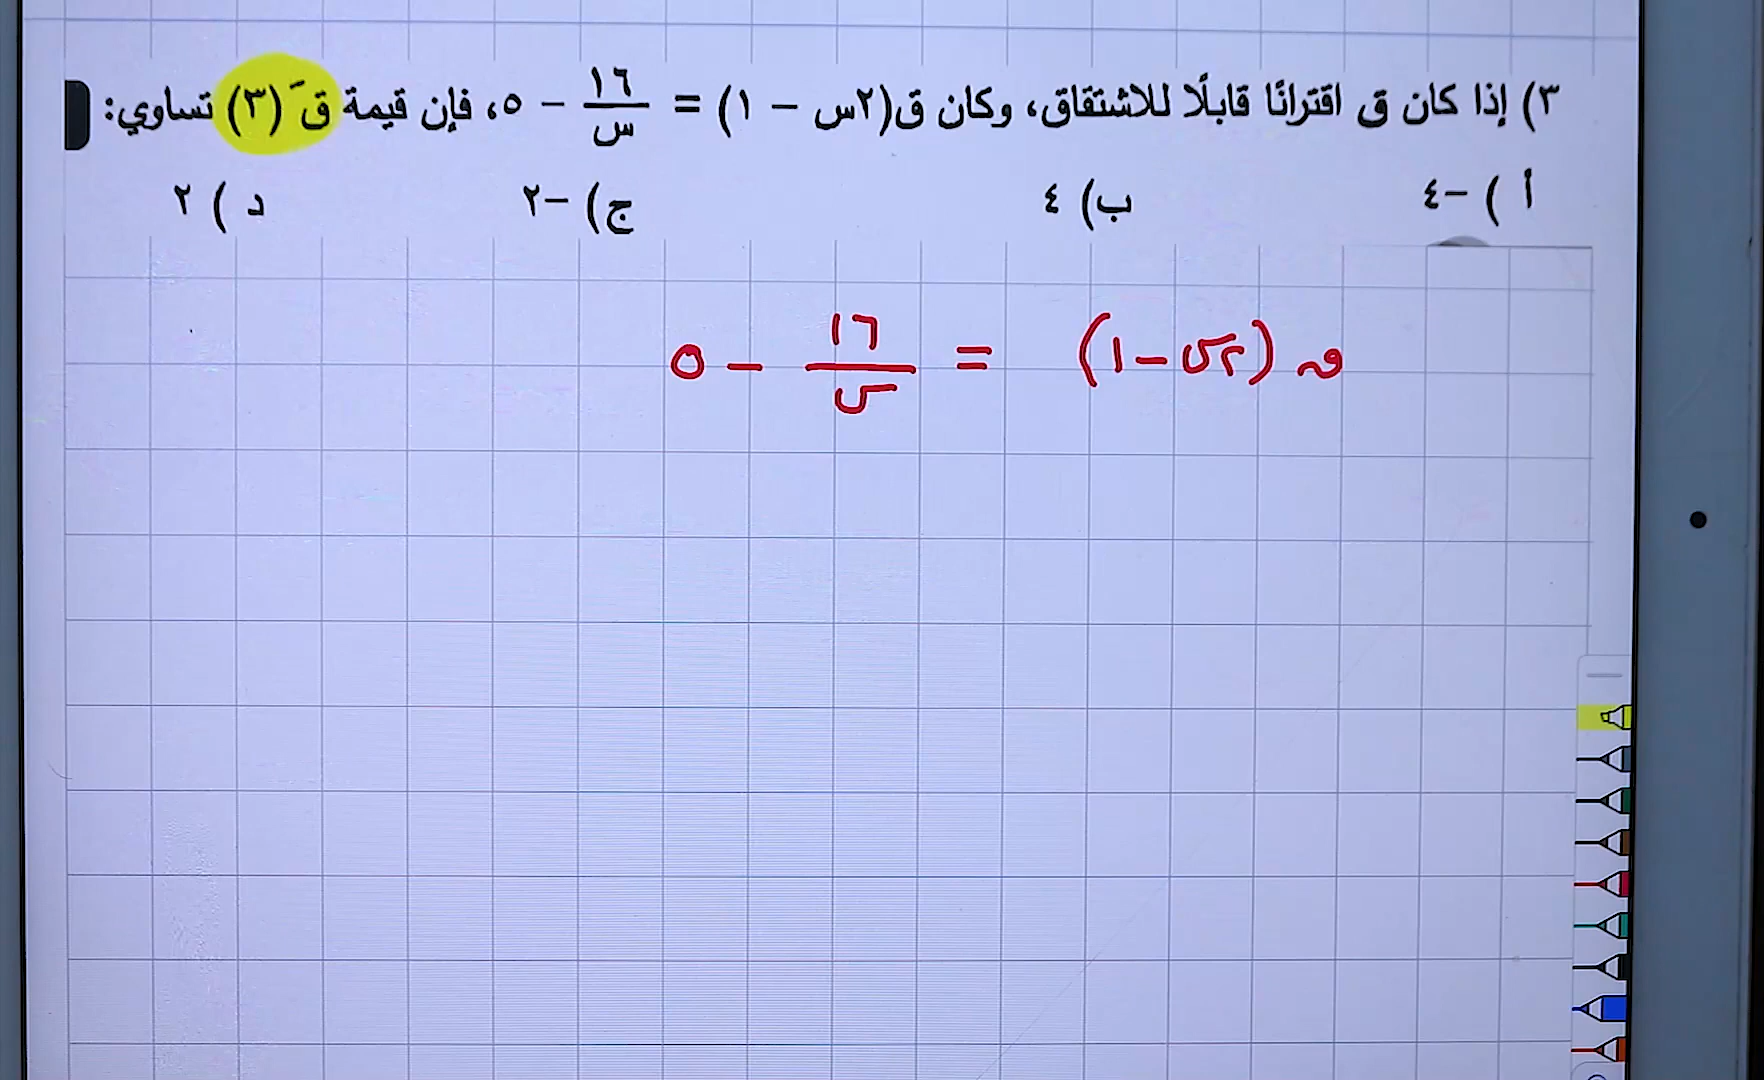 ٣) إذا كان ق اقترانًا قابلًا للاشتقاق، وكان ق(٢س – ١) = ١٦/س – ٥، فإن قيمة قَ (٣) تساوي:
أ ) –٤ ب) ٤ ج) –٢ د ) ٢
ق (٢س – ١) = ١٦/س – ٥